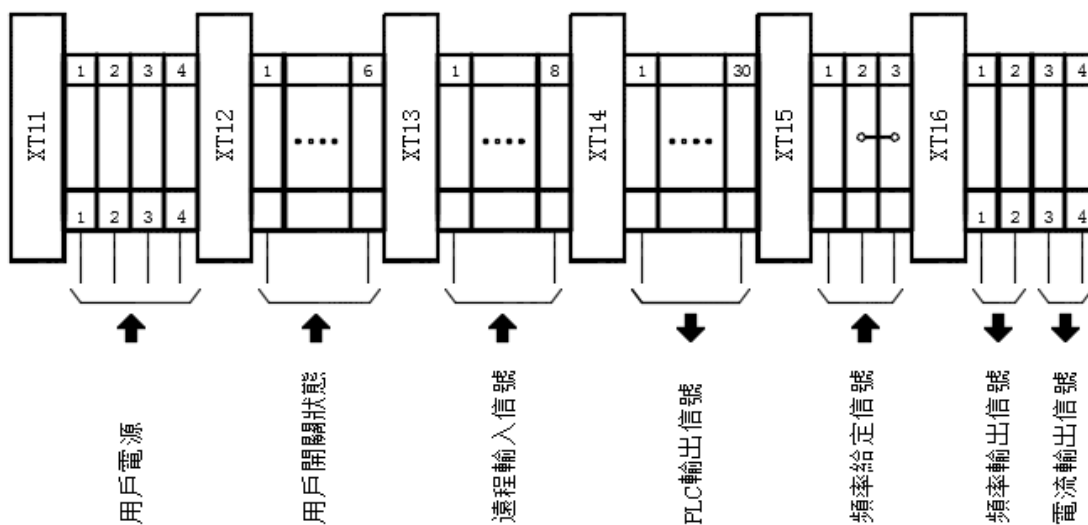 XT11
1 2 3 4
1 2 3 4
用戶電源
XT12
1 6
用戶開關狀態
XT13
1 8
遠程輸入信號
XT14
1 30
PLC輸出信號
XT15
1 2 3
頻率給定信號
XT16
1 2 3 4
1 2 3 4
頻率輸出信號
電流輸出信號